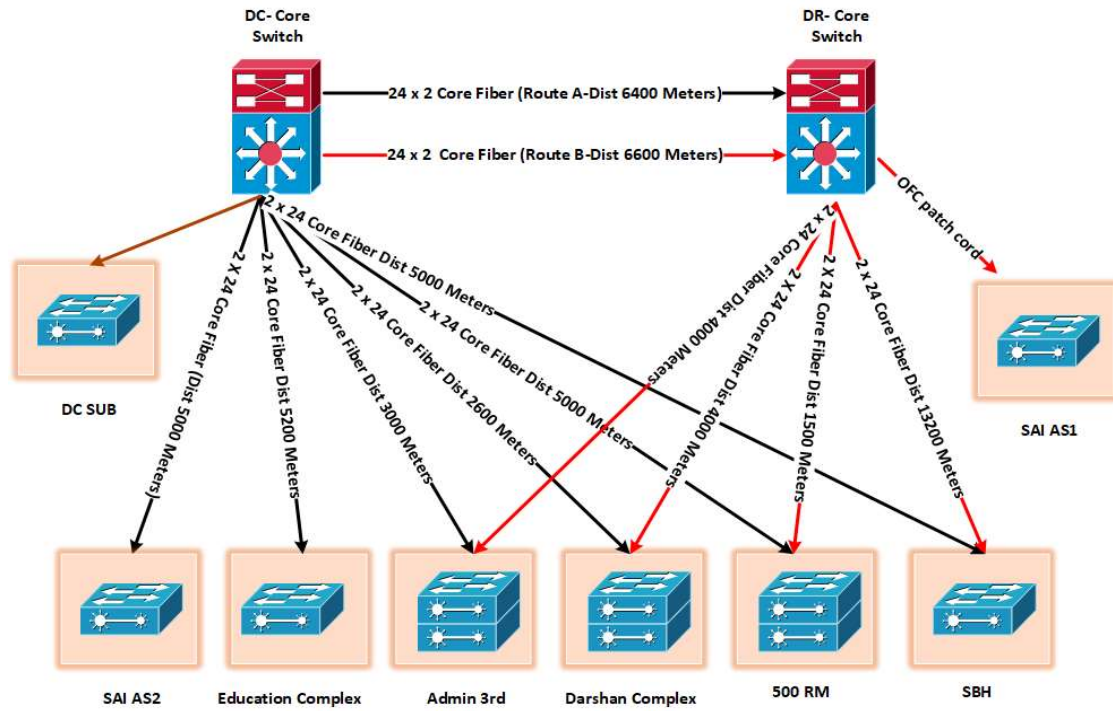 DC- Core
Switch
DR- Core
Switch
24 x 2 Core Fiber (Route A-Dist 6400 Meters)
24 x 2  Core Fiber (Route B-Dist 6600 Meters)
OFC patch cord
2 X 24 Core Fiber (Dist 5000 Meters)
2 x 24 Core Fiber Dist 5200 Meters
2 x 24 Core Fiber Dist 3000 Meters
2 x 24 Core Fiber Dist 2600 Meters
2 x 24 Core Fiber Dist 5000 Meters
2 x 24 Core Fiber Dist 5000 Meters
2 x 24 Core Fiber Dist 4000 Meters
2 X 24 Core Fiber Dist 4000 Meters
2 X 24 Core Fiber Dist 1500 Meters
2 x 24 Core Fiber Dist 13200 Meters
DC SUB
SAI AS1
SAI AS2
Education Complex
Admin 3rd
Darshan Complex
500 RM
SBH